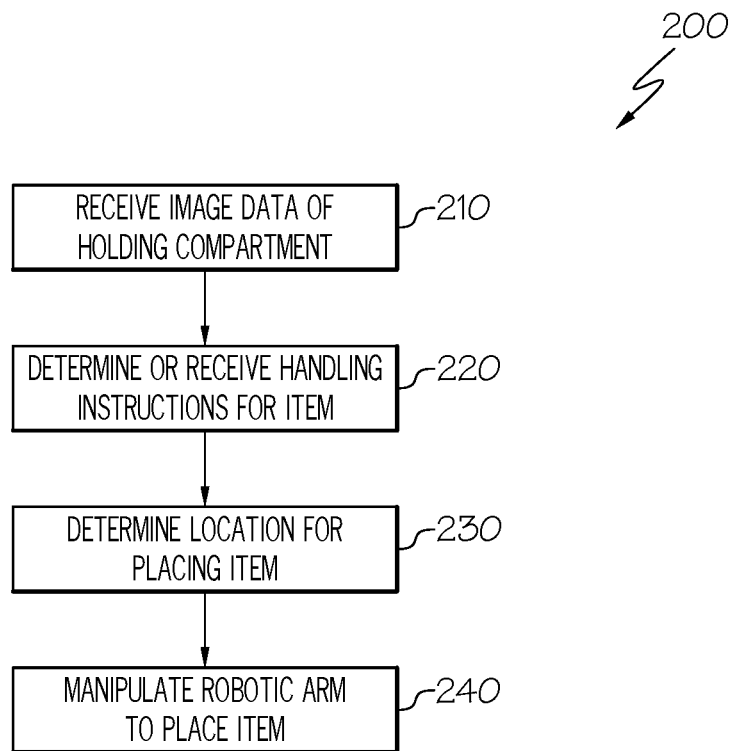 200
RECEIVE IMAGE DATA OF
HOLDING COMPARTMENT
210
DETERMINE OR RECEIVE HANDLING
INSTRUCTIONS FOR ITEM
220
DETERMINE LOCATION FOR
PLACING ITEM
230
MANIPULATE ROBOTIC ARM
TO PLACE ITEM
240